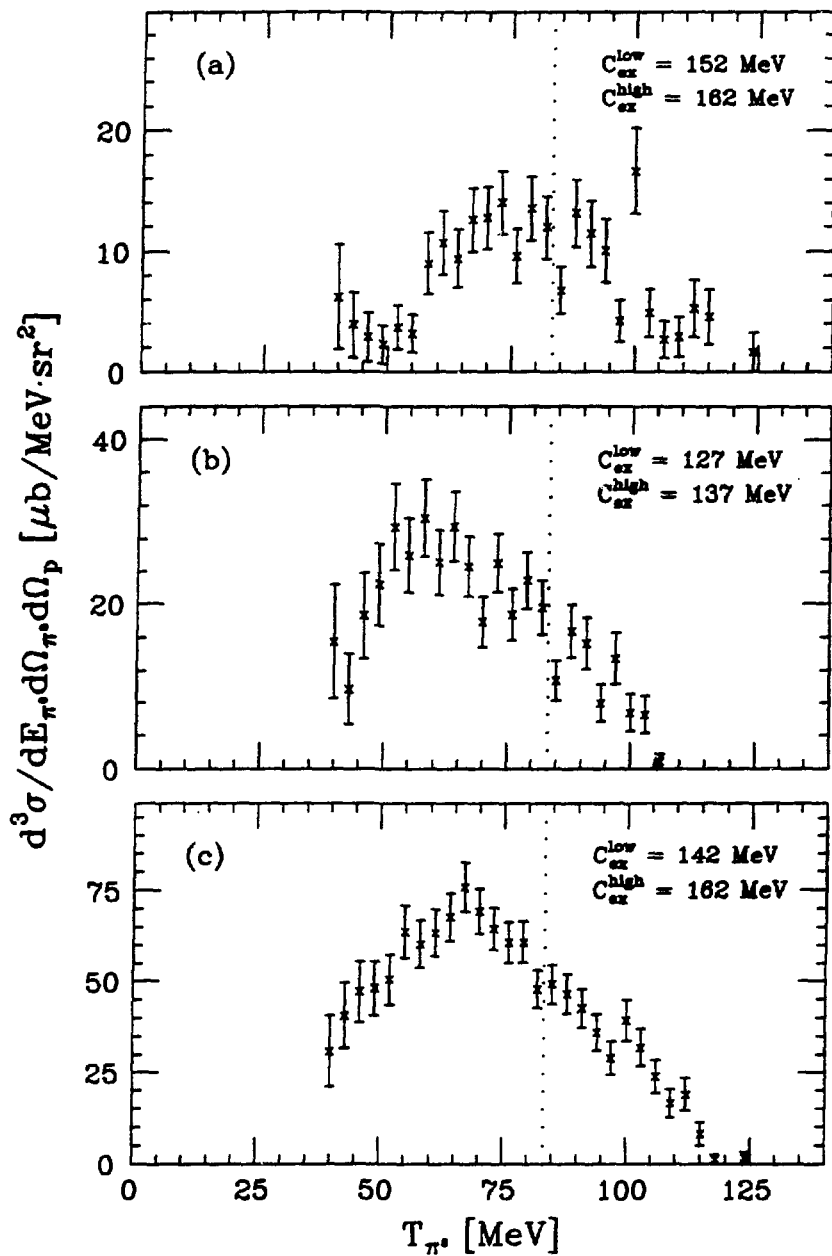 d³σ/dE_π° dΩ_π° dΩ_p [μb/MeV·sr²]
(a)
C_ex^low = 152 MeV
C_ex^high = 162 MeV
20
10
0
(b)
C_ex^low = 127 MeV
C_ex^high = 137 MeV
40
20
0
(c)
C_ex^low = 142 MeV
C_ex^high = 162 MeV
75
50
25
0
0 25 50 75 100 125
T_π° [MeV]